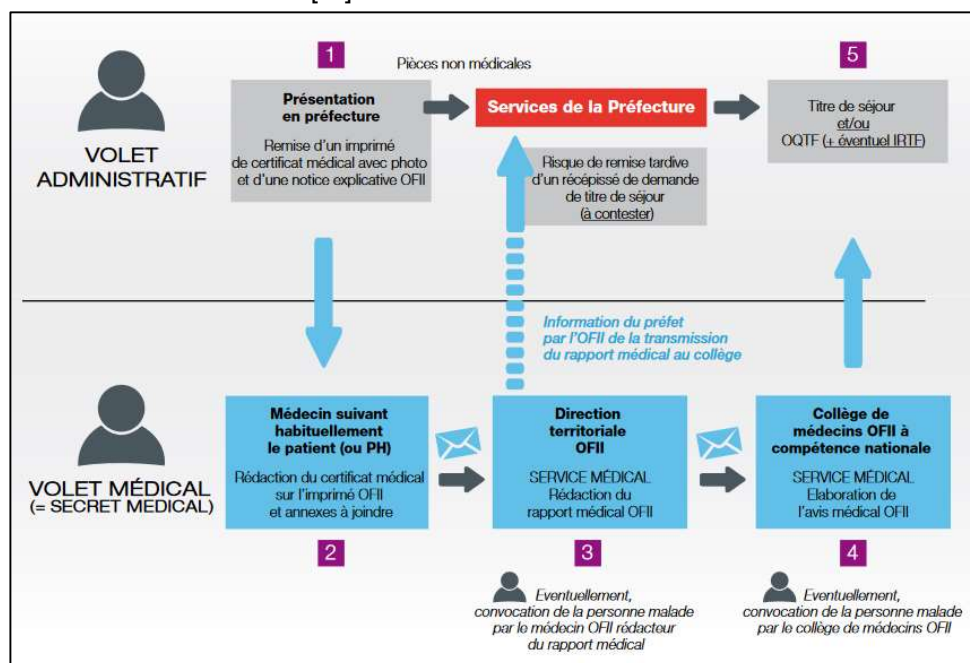 1
Pièces non médicales
5
Présentation
en préfecture
Remise d'un imprimé
de certificat médical avec photo
et d'une notice explicative OFII
Services de la Préfecture
Titre de séjour
et/ou
OQTF (+ éventuel IRTF)
VOLET
ADMINISTRATIF
Risque de remise tardive
d'un récépissé de demande
de titre de séjour
(à contester)
Information du préfet
par l'OFII de la transmission
du rapport médical au collège
VOLET MÉDICAL
(= SECRET MEDICAL)
Médecin suivant
habituellement
le patient (ou PH)
Rédaction du certificat médical
sur l'imprimé OFII
et annexes à joindre
Direction
territoriale
OFII
SERVICE MÉDICAL
Rédaction du
rapport médical OFII
Collège de
médecins OFII à
compétence nationale
SERVICE MÉDICAL
Elaboration de
l'avis médical OFII
2
3
4
Eventuellement,
convocation de la personne malade
par le médecin OFII rédacteur
du rapport médical
Eventuellement,
convocation de la personne malade
par le collège de médecins OFII